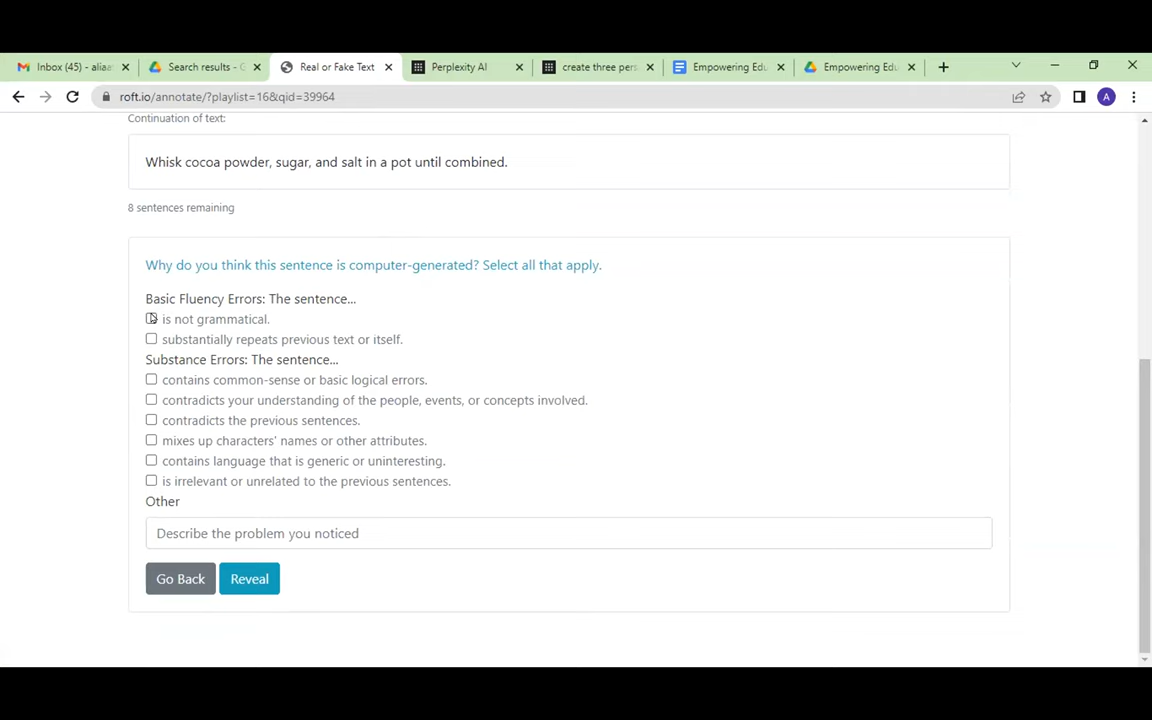 Inbox (45) - aliaa
Search results - G
Real or Fake Text
Perplexity AI
create three pers
Empowering Edu
Empowering Edu
roft.io/annotate/?playlist=16&qid=39964
A
Continuation of text:
Whisk cocoa powder, sugar, and salt in a pot until combined.
8 sentences remaining
Why do you think this sentence is computer-generated? Select all that apply.
Basic Fluency Errors: The sentence...
is not grammatical.
substantially repeats previous text or itself.
Substance Errors: The sentence...
contains common-sense or basic logical errors.
contradicts your understanding of the people, events, or concepts involved.
contradicts the previous sentences.
mixes up characters' names or other attributes.
contains language that is generic or uninteresting.
is irrelevant or unrelated to the previous sentences.
Other
Describe the problem you noticed
Go Back Reveal